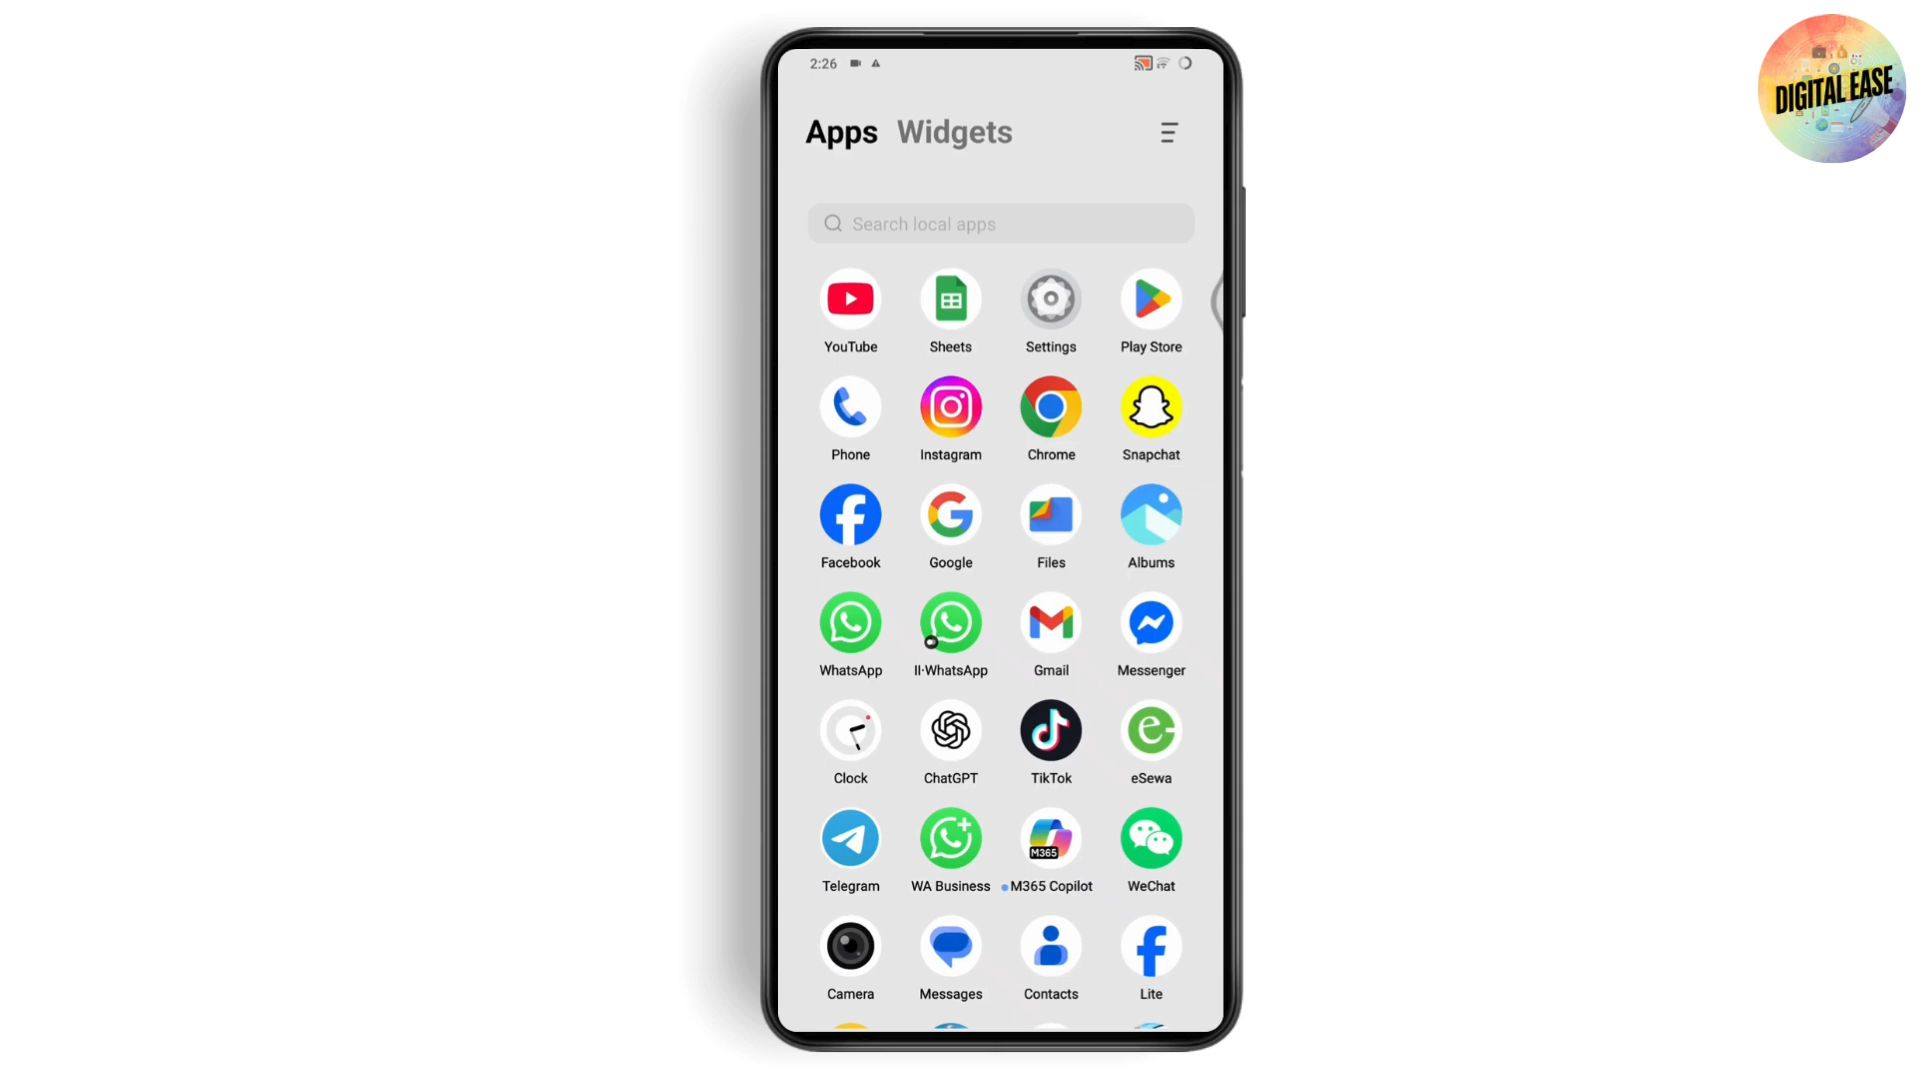 2:26
Apps Widgets
Search local apps
YouTube Sheets Settings Play Store
Phone Instagram Chrome Snapchat
Facebook Google Files Albums
WhatsApp II·WhatsApp Gmail Messenger
Clock ChatGPT TikTok eSewa
M365
Telegram WA Business M365 Copilot WeChat
Camera Messages Contacts Lite
DIGITAL EASE